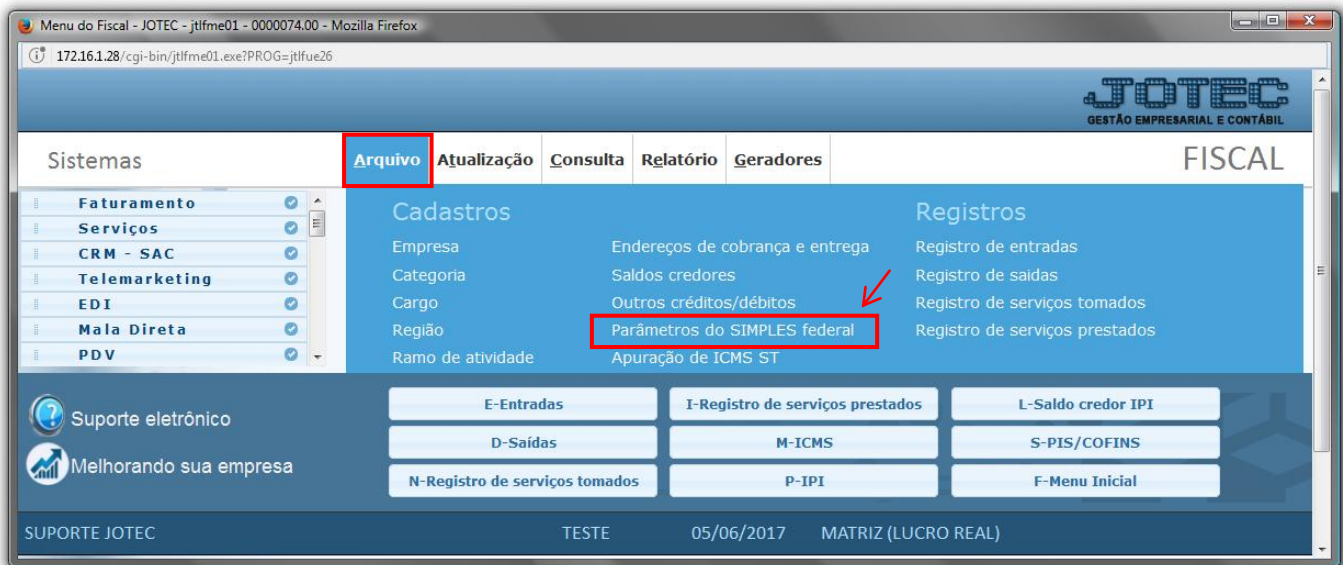 Menu do Fiscal - JOTEC - jtlfme01 - 0000074.00 - Mozilla Firefox
172.16.1.28/cgi-bin/jtlfme01.exe?PROG=jtlfue26
JOTEC
GESTÃO EMPRESARIAL E CONTÁBIL
Sistemas
Arquivo Atualização Consulta Relatório Geradores
FISCAL
Faturamento
Serviços
CRM - SAC
Telemarketing
EDI
Mala Direta
PDV
Cadastros
Empresa
Categoria
Cargo
Região
Ramo de atividade
Endereços de cobrança e entrega
Saldos credores
Outros créditos/débitos
Parâmetros do SIMPLES federal
Apuração de ICMS ST
Registros
Registro de entradas
Registro de saidas
Registro de serviços tomados
Registro de serviços prestados
Suporte eletrônico
Melhorando sua empresa
E-Entradas I-Registro de serviços prestados L-Saldo credor IPI
D-Saídas M-ICMS S-PIS/COFINS
N-Registro de serviços tomados P-IPI F-Menu Inicial
SUPORTE JOTEC TESTE 05/06/2017 MATRIZ (LUCRO REAL)